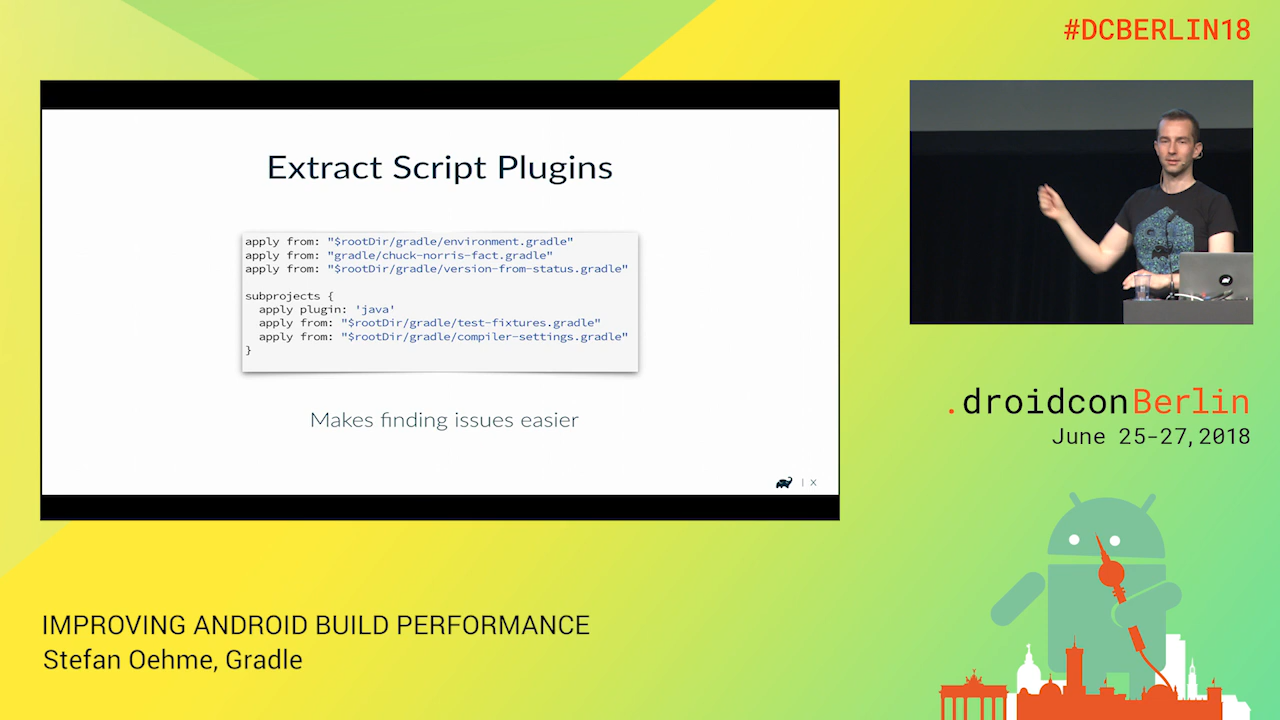 #DCBERLIN18
Extract Script Plugins
apply from: "$rootDir/gradle/environment.gradle"
apply from: "gradle/chuck-norris-fact.gradle"
apply from: "$rootDir/gradle/version-from-status.gradle"
subprojects {
apply plugin: 'java'
apply from: "$rootDir/gradle/test-fixtures.gradle"
apply from: "$rootDir/gradle/compiler-settings.gradle"
}
Makes finding issues easier
| X
.droidconBerlin
June 25-27, 2018
IMPROVING ANDROID BUILD PERFORMANCE
Stefan Oehme, Gradle